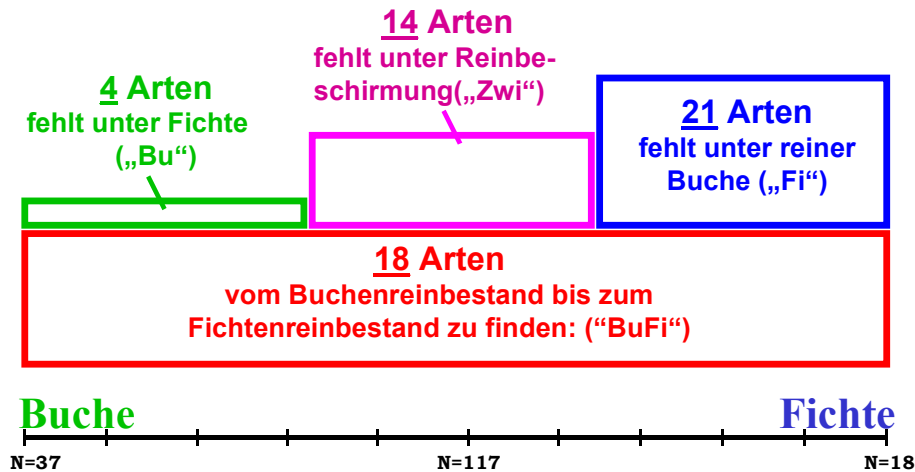 14 Arten
fehlt unter Reinbe-
schirmung(„Zwi“)
4 Arten
fehlt unter Fichte
(„Bu“)
21 Arten
fehlt unter reiner
Buche („Fi“)
18 Arten
vom Buchenreinbestand bis zum
Fichtenreinbestand zu finden: (“BuFi“)
Buche
Fichte
N=37
N=117
N=18